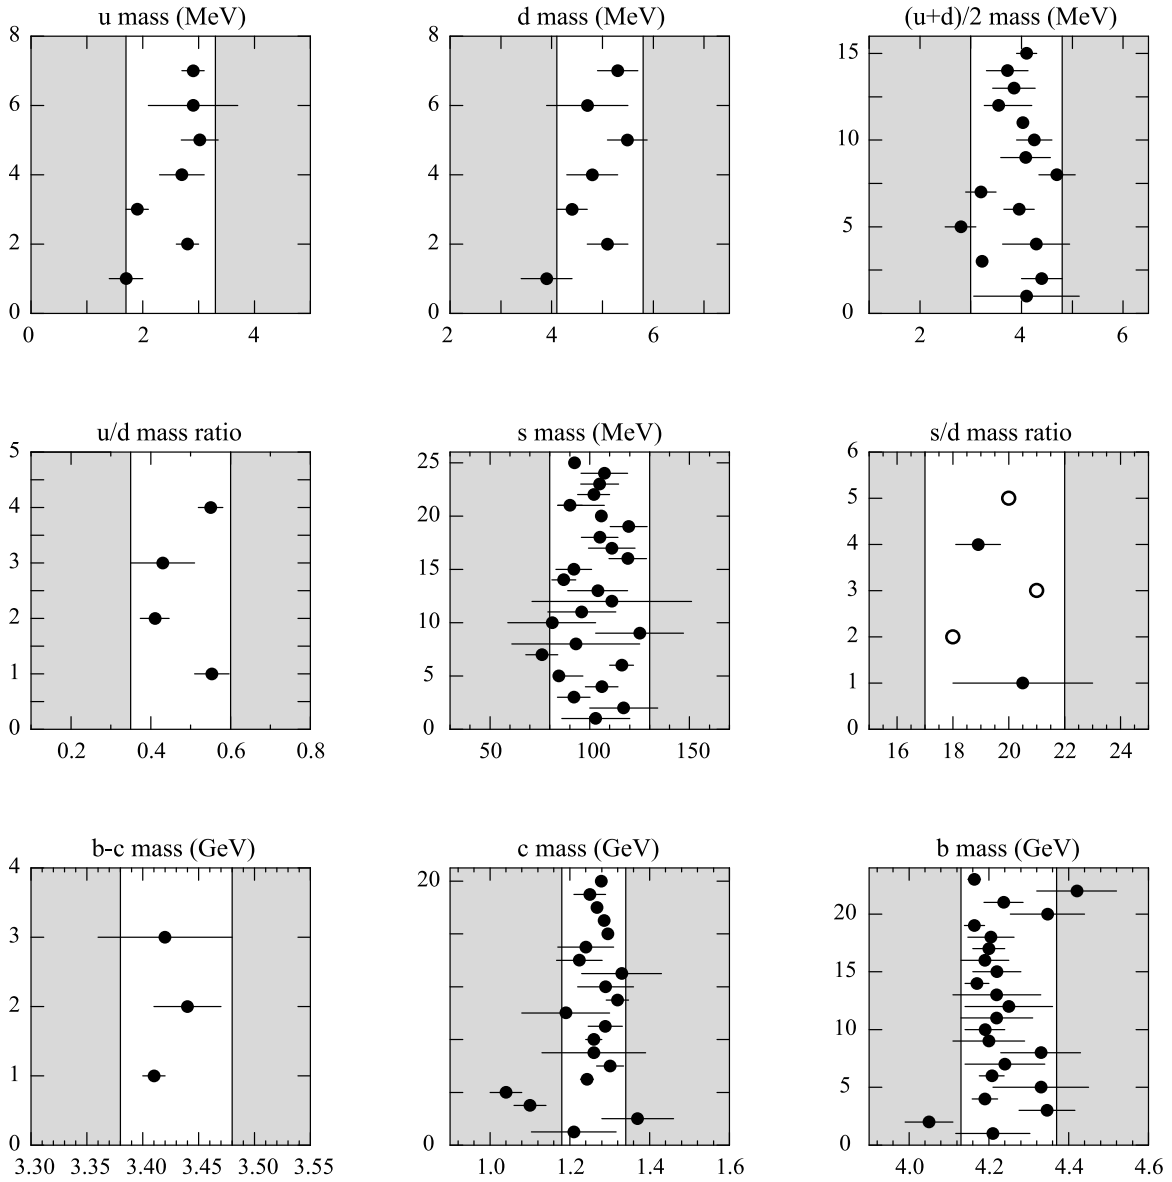 u mass (MeV) d mass (MeV) (u+d)/2 mass (MeV)
8 8 15
6 6
10
4 4
5
2 2
0 0 0
0 2 4 2 4 6 2 4 6
u/d mass ratio s mass (MeV) s/d mass ratio
5 25 6
4 20 5
3 15 4
10 3
2
5 2
1 1
0 0 0
0.2 0.4 0.6 0.8 50 100 150 16 18 20 22 24
b-c mass (GeV) c mass (GeV) b mass (GeV)
4 20
20
3
15
2 10
1 5
0 0 0
3.30 3.35 3.40 3.45 3.50 3.55 1.0 1.2 1.4 1.6 4.0 4.2 4.4 4.6